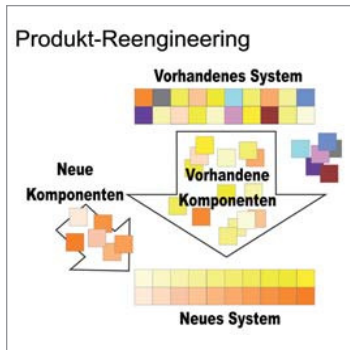 Produkt-Reengineering
Vorhandenes System
Neue
Komponenten
Vorhandene
Komponenten
Neues System